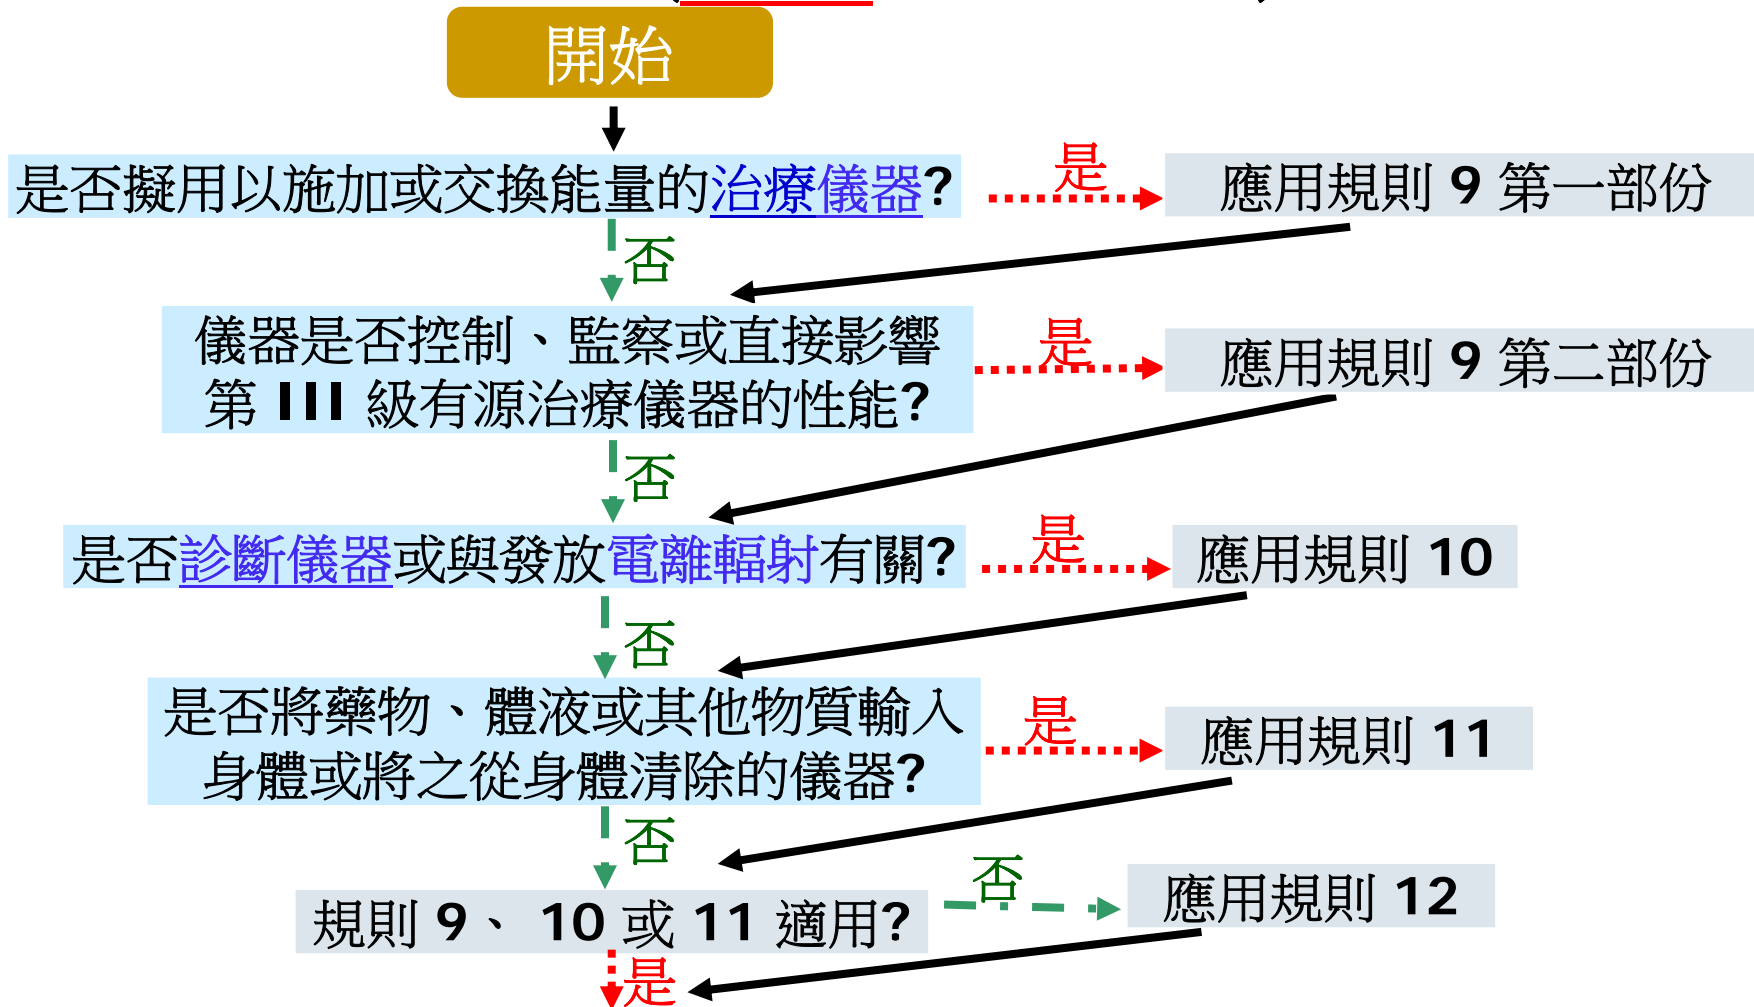 開始
是否擬用以施加或交換能量的治療儀器?
是
應用規則 9 第一部份
否
儀器是否控制、監察或直接影響
第 III 級有源治療儀器的性能?
是
應用規則 9 第二部份
否
是否診斷儀器或與發放電離輻射有關?
是
應用規則 10
否
是否將藥物、體液或其他物質輸入
身體或將之從身體清除的儀器?
是
應用規則 11
否
規則 9、 10 或 11 適用?
否
應用規則 12
是